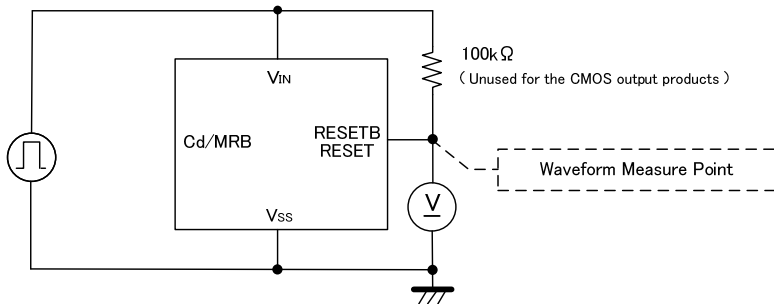 100kΩ
(Unused for the CMOS output products)
VIN
Cd/MRB
RESETB
RESET
Waveform Measure Point
V
VSS